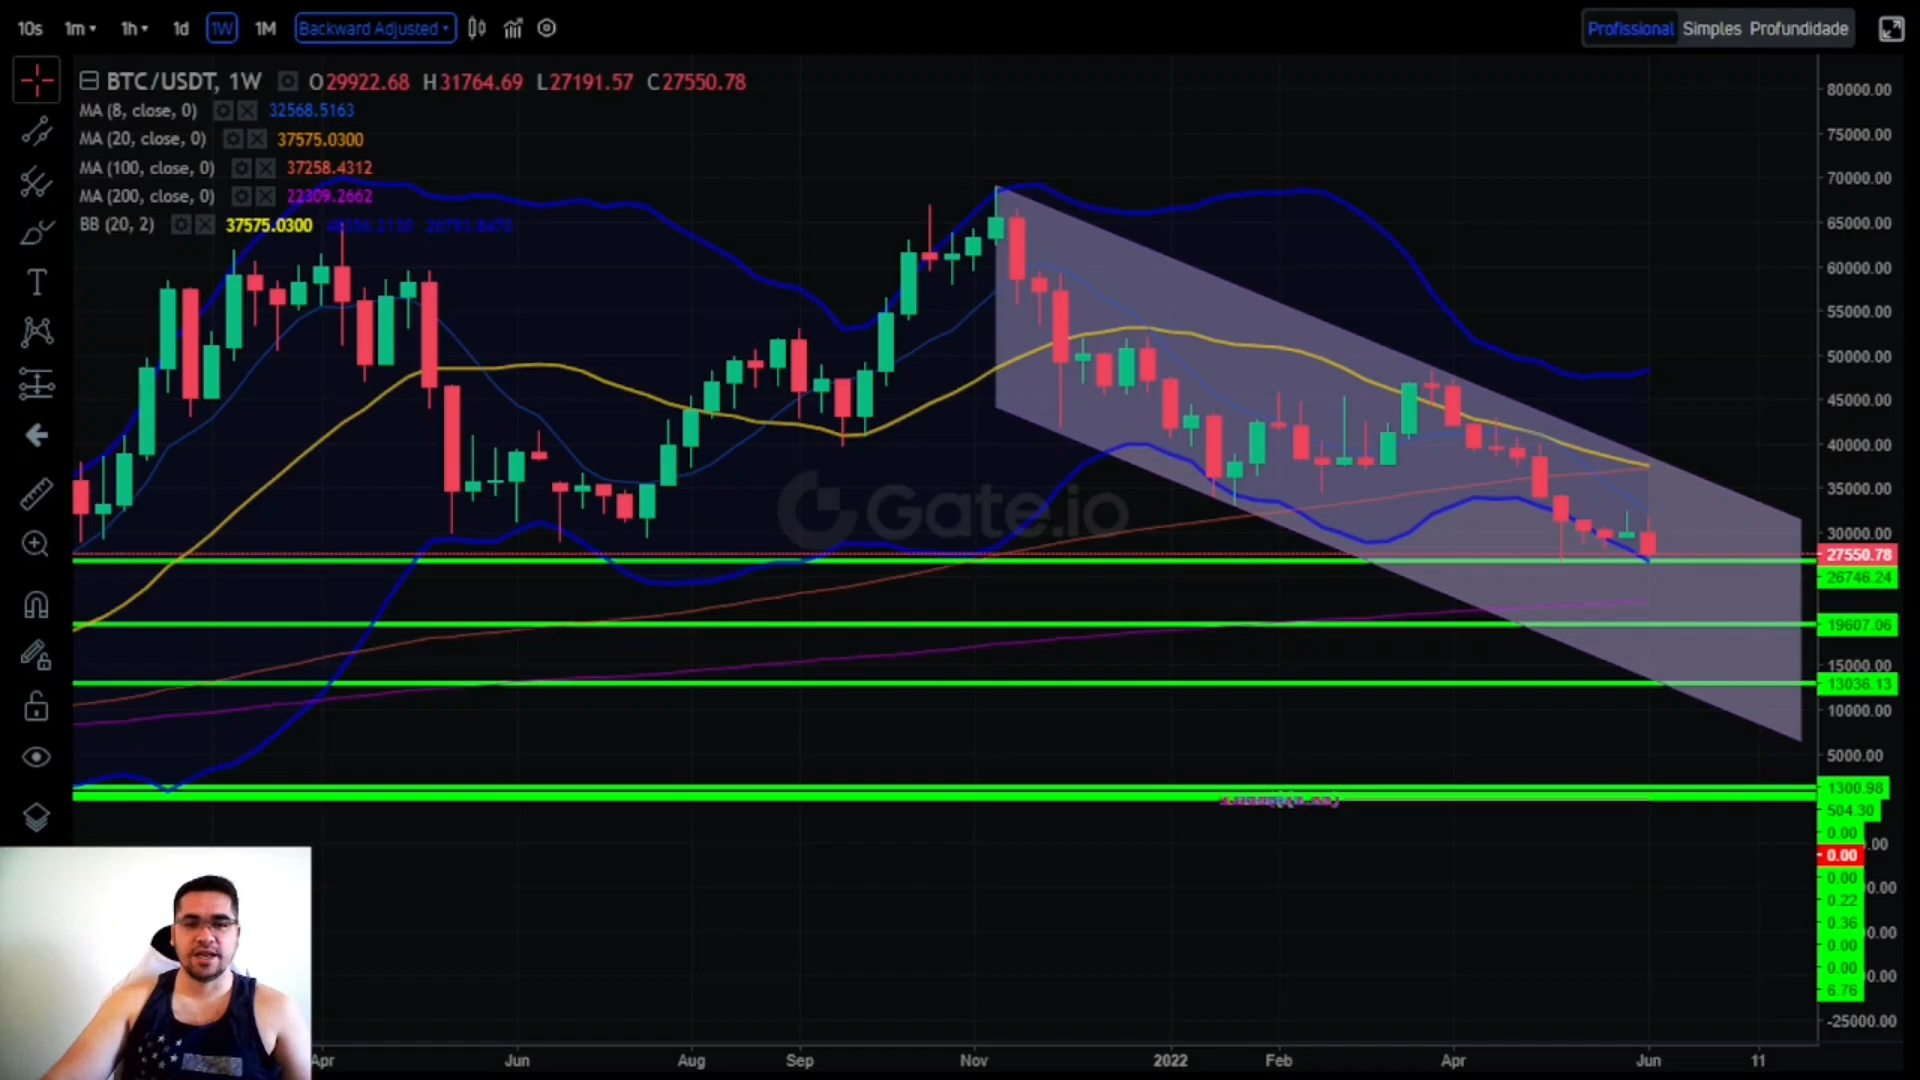 10s 1m 1h 1d 1W 1M Backward Adjusted
Profissional Simples Profundidade
BTC/USDT, 1W O29922.68 H31764.69 L27191.57 C27550.78
MA (8, close, 0) 32568.5163
MA (20, close, 0) 37575.0300
MA (100, close, 0) 37258.4312
MA (200, close, 0) 22309.2662
BB (20, 2) 37575.0300
Gate.io
80000.00
75000.00
70000.00
65000.00
60000.00
55000.00
50000.00
45000.00
40000.00
35000.00
30000.00
27550.78
26746.24
19607.06
15000.00
13036.13
10000.00
5000.00
1300.98
504.30
0.00
0.00
0.00
0.22
0.36
0.00
0.00
6.76
-25000.00
Apr Jun Aug Sep Nov 2022 Feb Apr Jun 11